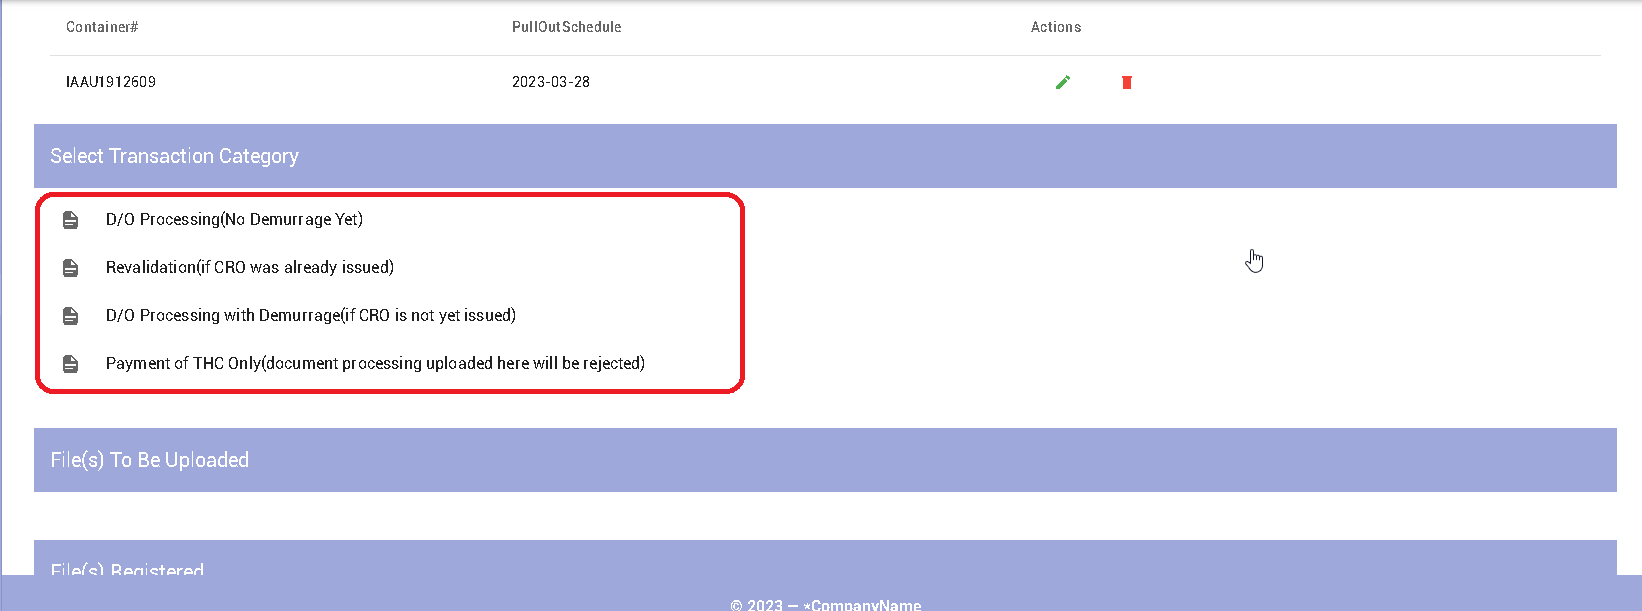 Container# PullOutSchedule Actions
IAAU1912609 2023-03-28
Select Transaction Category
D/O Processing(No Demurrage Yet)
Revalidation(if CRO was already issued)
D/O Processing with Demurrage(if CRO is not yet issued)
Payment of THC Only(document processing uploaded here will be rejected)
File(s) To Be Uploaded
File(s) Registered
© 2023 — *CompanyName